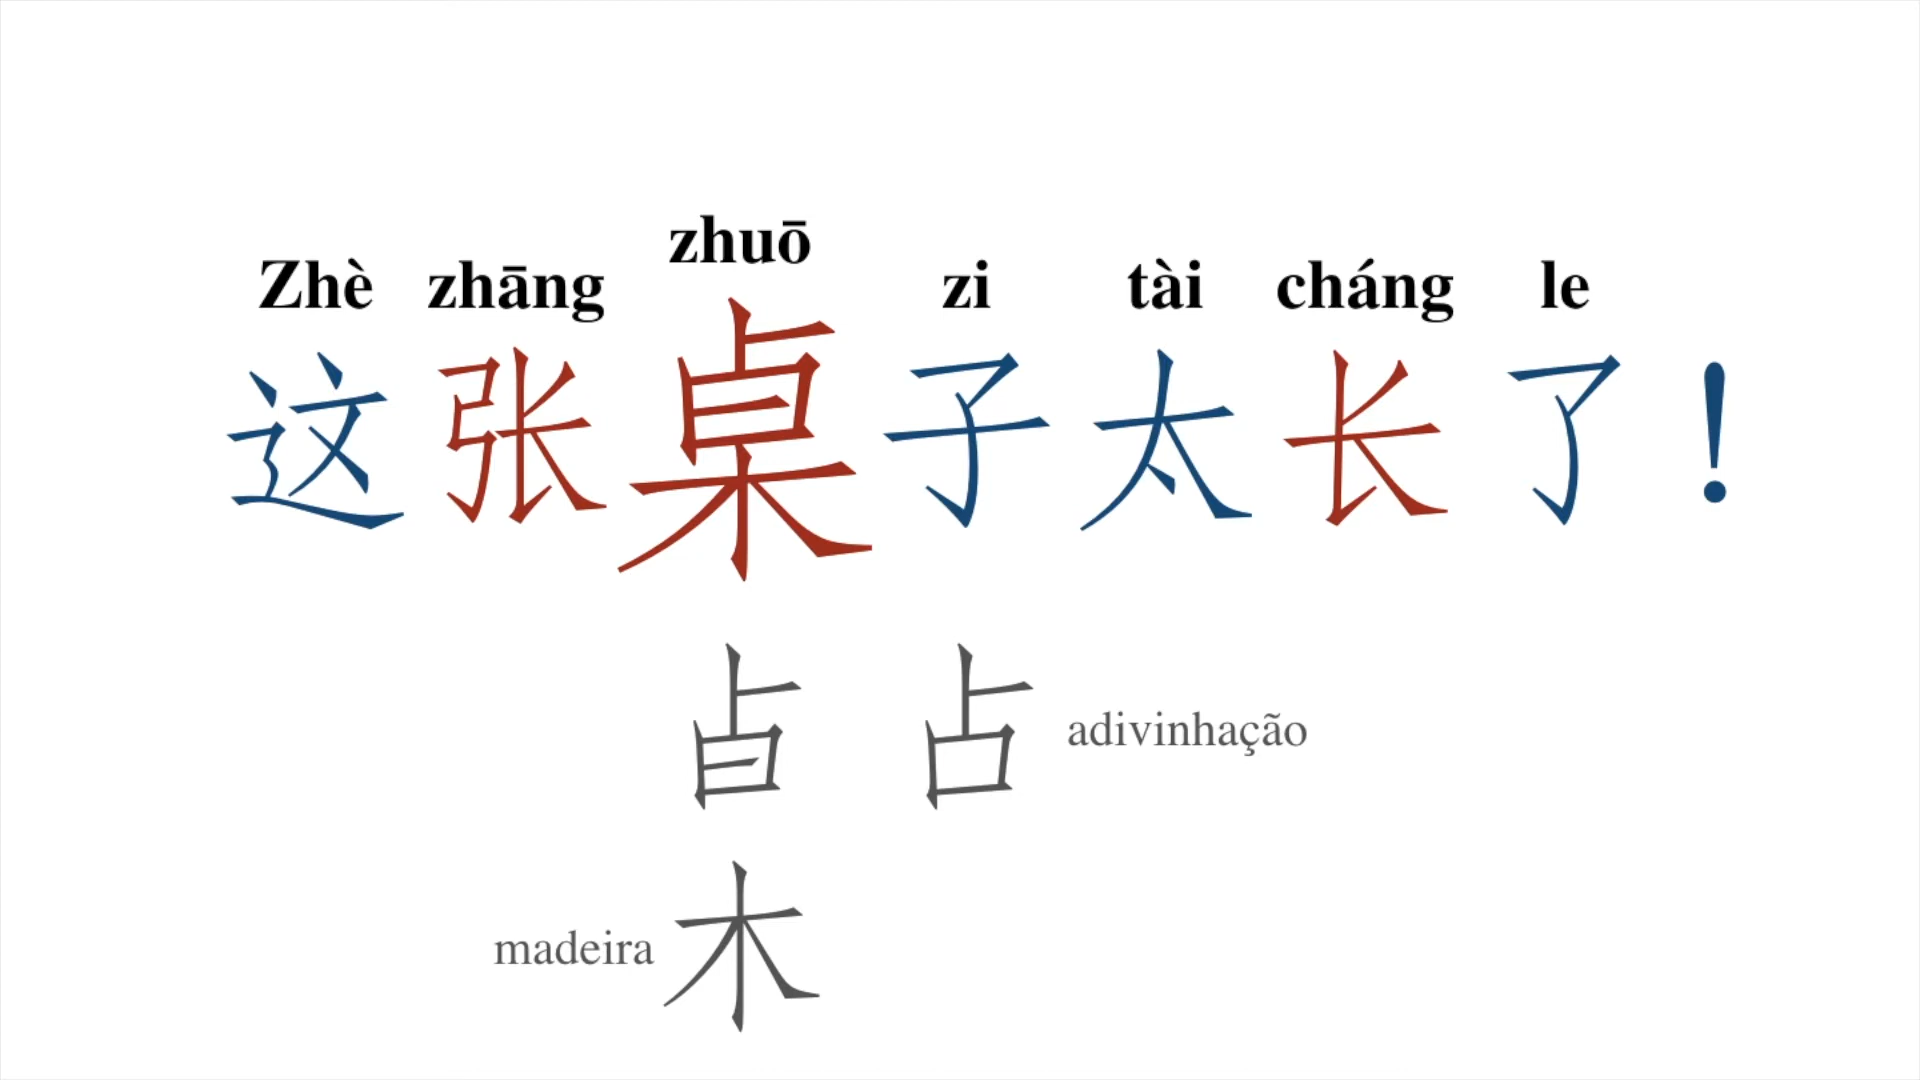 Zhè zhāng zhuō zi tài cháng le
这张桌子太长了！
𠧗 占 adivinhação
madeira 木